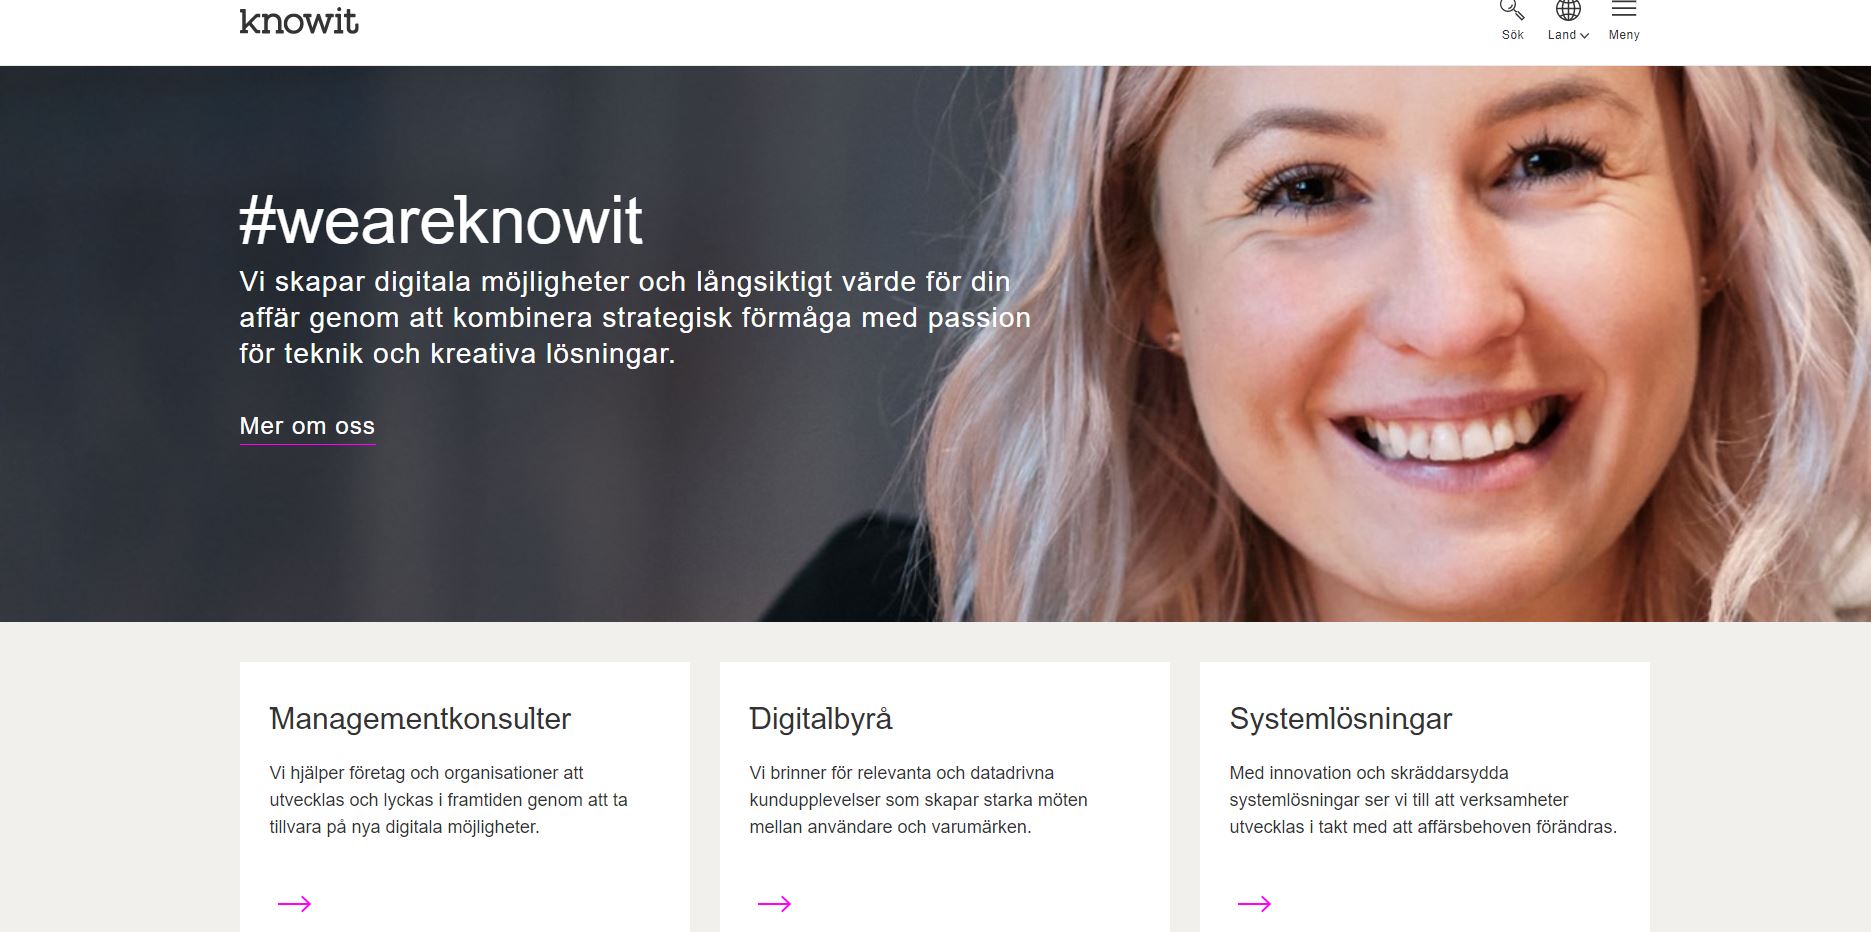 knowit
Sök
Land
Meny
#weareknowit
Vi skapar digitala möjligheter och långsiktigt värde för din
affär genom att kombinera strategisk förmåga med passion
för teknik och kreativa lösningar.
Mer om oss
Managementkonsulter
Vi hjälper företag och organisationer att
utvecklas och lyckas i framtiden genom att ta
tillvara på nya digitala möjligheter.
Digitalbyrå
Vi brinner för relevanta och datadrivna
kundupplevelser som skapar starka möten
mellan användare och varumärken.
Systemlösningar
Med innovation och skräddarsydda
systemlösningar ser vi till att verksamheter
utvecklas i takt med att affärsbehoven förändras.